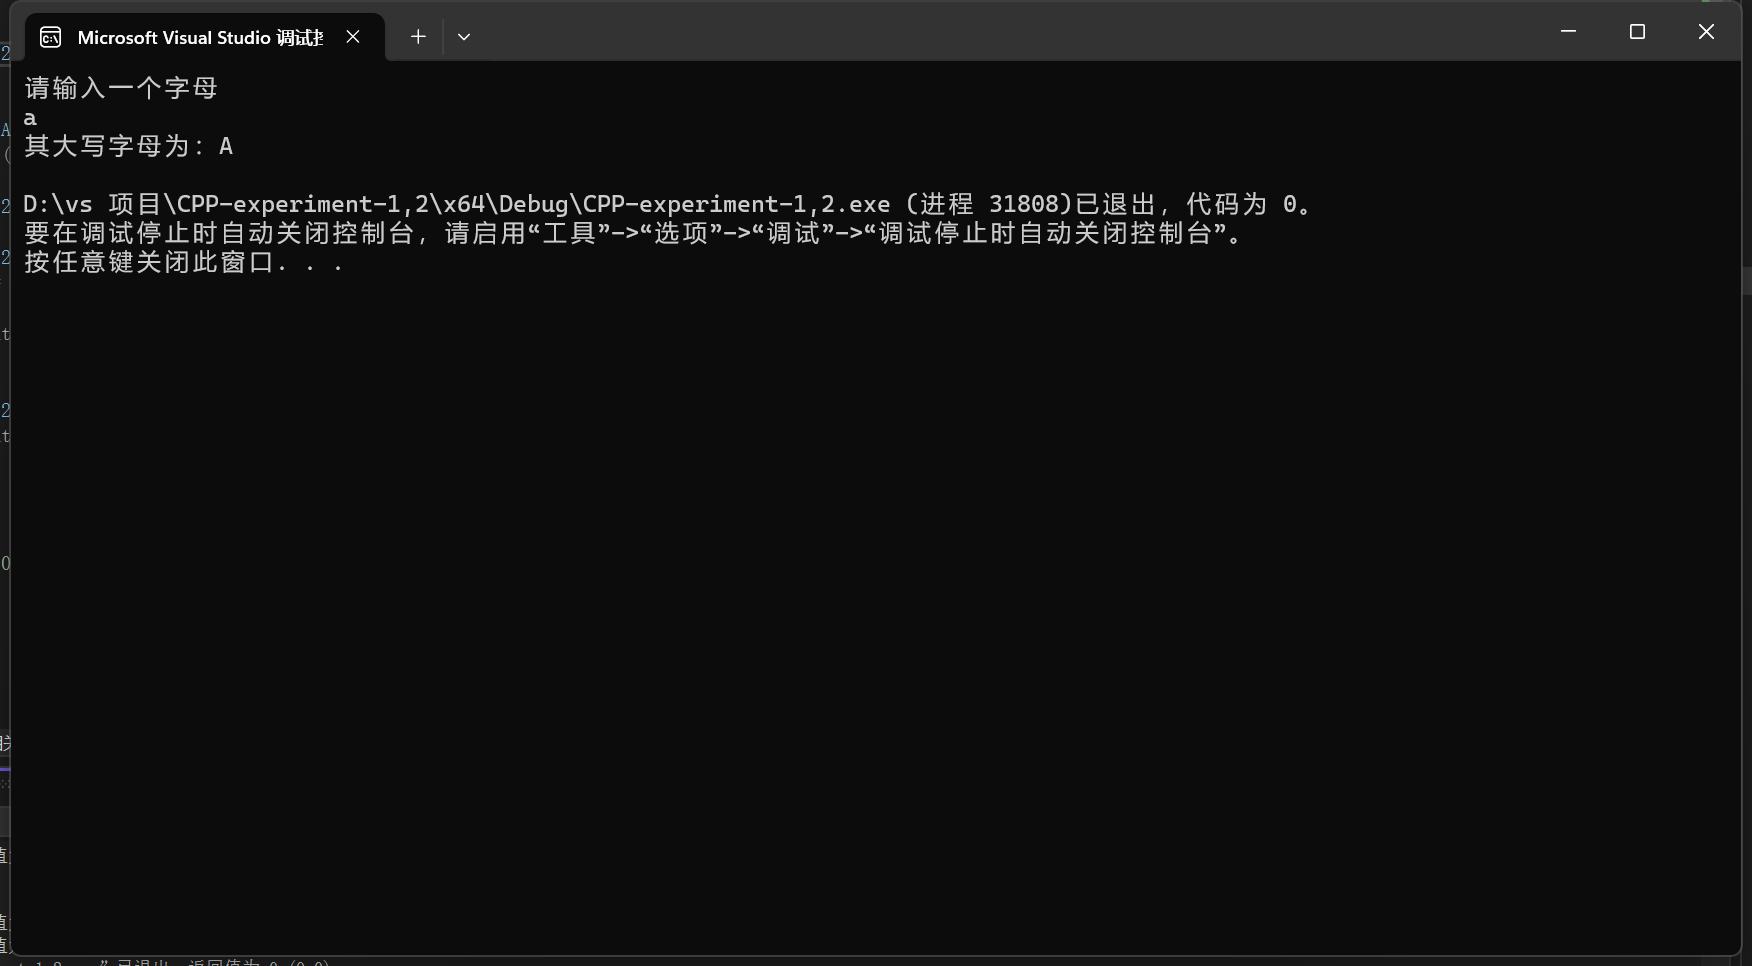 Microsoft Visual Studio 调试
请输入一个字母
a
其大写字母为：A
D:\vs 项目\CPP-experiment-1,2\x64\Debug\CPP-experiment-1,2.exe (进程 31808)已退出，代码为 0。
要在调试停止时自动关闭控制台，请启用“工具”->“选项”->“调试”->“调试停止时自动关闭控制台”。
按任意键关闭此窗口. . .